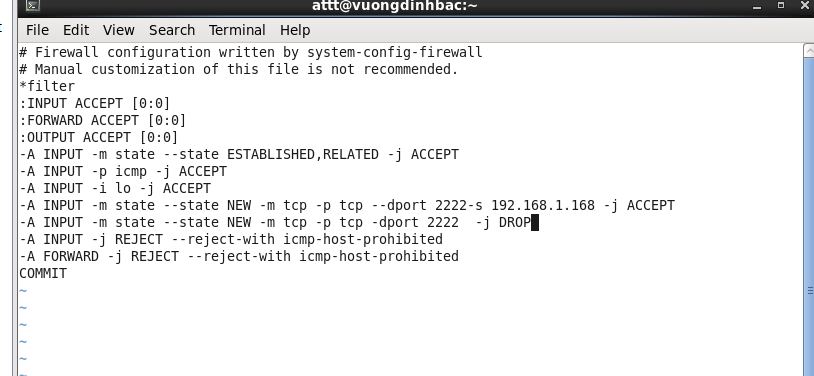 attt@vuongdinhbac:~
File Edit View Search Terminal Help
# Firewall configuration written by system-config-firewall
# Manual customization of this file is not recommended.
*filter
:INPUT ACCEPT [0:0]
:FORWARD ACCEPT [0:0]
:OUTPUT ACCEPT [0:0]
-A INPUT -m state --state ESTABLISHED,RELATED -j ACCEPT
-A INPUT -p icmp -j ACCEPT
-A INPUT -i lo -j ACCEPT
-A INPUT -m state --state NEW -m tcp -p tcp --dport 2222-s 192.168.1.168 -j ACCEPT
-A INPUT -m state --state NEW -m tcp -p tcp -dport 2222  -j DROP
-A INPUT -j REJECT --reject-with icmp-host-prohibited
-A FORWARD -j REJECT --reject-with icmp-host-prohibited
COMMIT
~
~
~
~
~